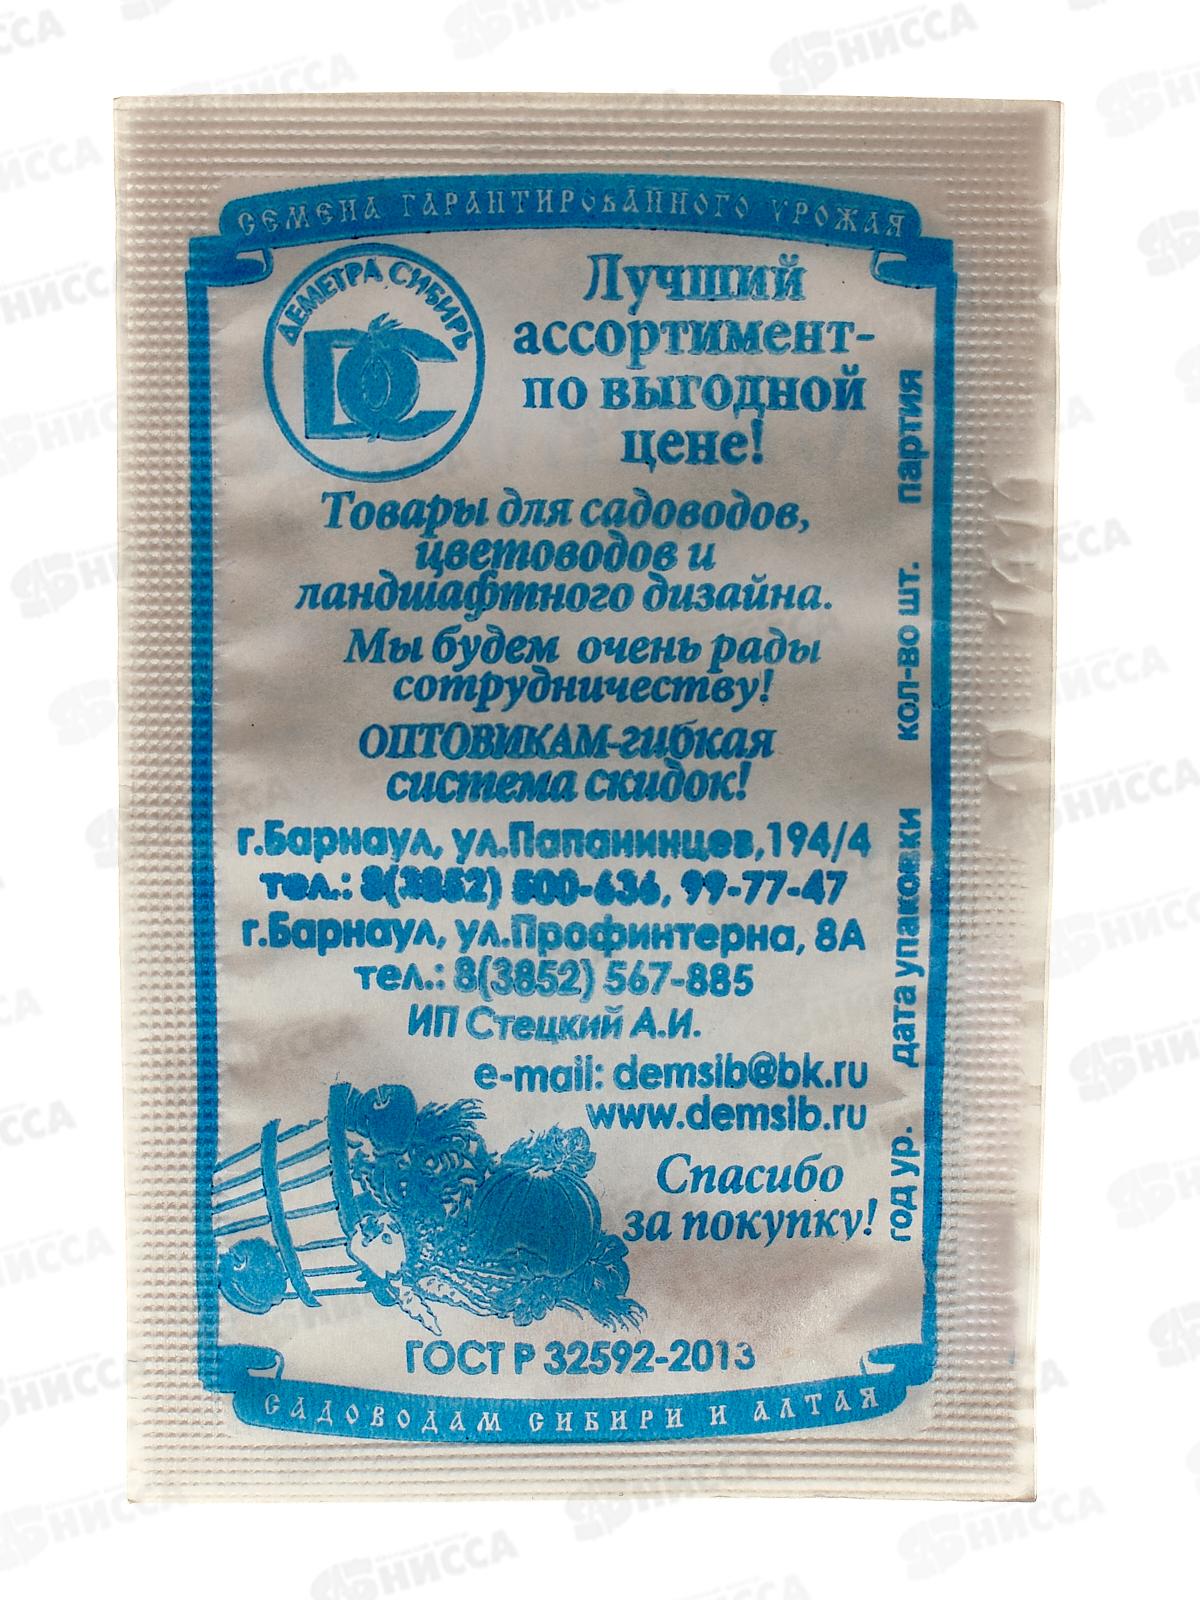 СЕМЕНА ГАРАНТИРОВАННОГО УРОЖАЯ
ДЕМЕТРА СИБИРЬ
ДС
Лучший
ассортимент-
по выгодной
цене!
Товары для садоводов,
цветоводов и
ландшафтного дизайна.
Мы будем очень рады
сотрудничеству!
ОПТОВИКАМ-гибкая
система скидок!
г.Барнаул, ул.Папанинцев,194/4
тел.: 8(3852) 500-636, 99-77-47
г.Барнаул, ул.Профинтерна, 8А
тел.: 8(3852) 567-885
ИП Стецкий А.И.
e-mail: demsib@bk.ru
www.demsib.ru
Спасибо
за покупку!
год ур. дата упаковки кол-во шт. партия
ГОСТ Р 32592-2013
САДОВОДАМ СИБИРИ И АЛТАЯ